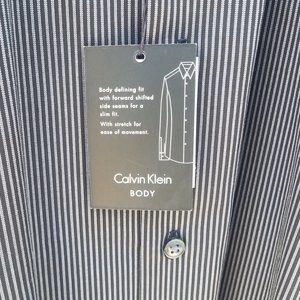 Body defining fit
with forward shifted
side seams for a
slim fit.
With stretch for
ease of movement.
Calvin Klein
BODY